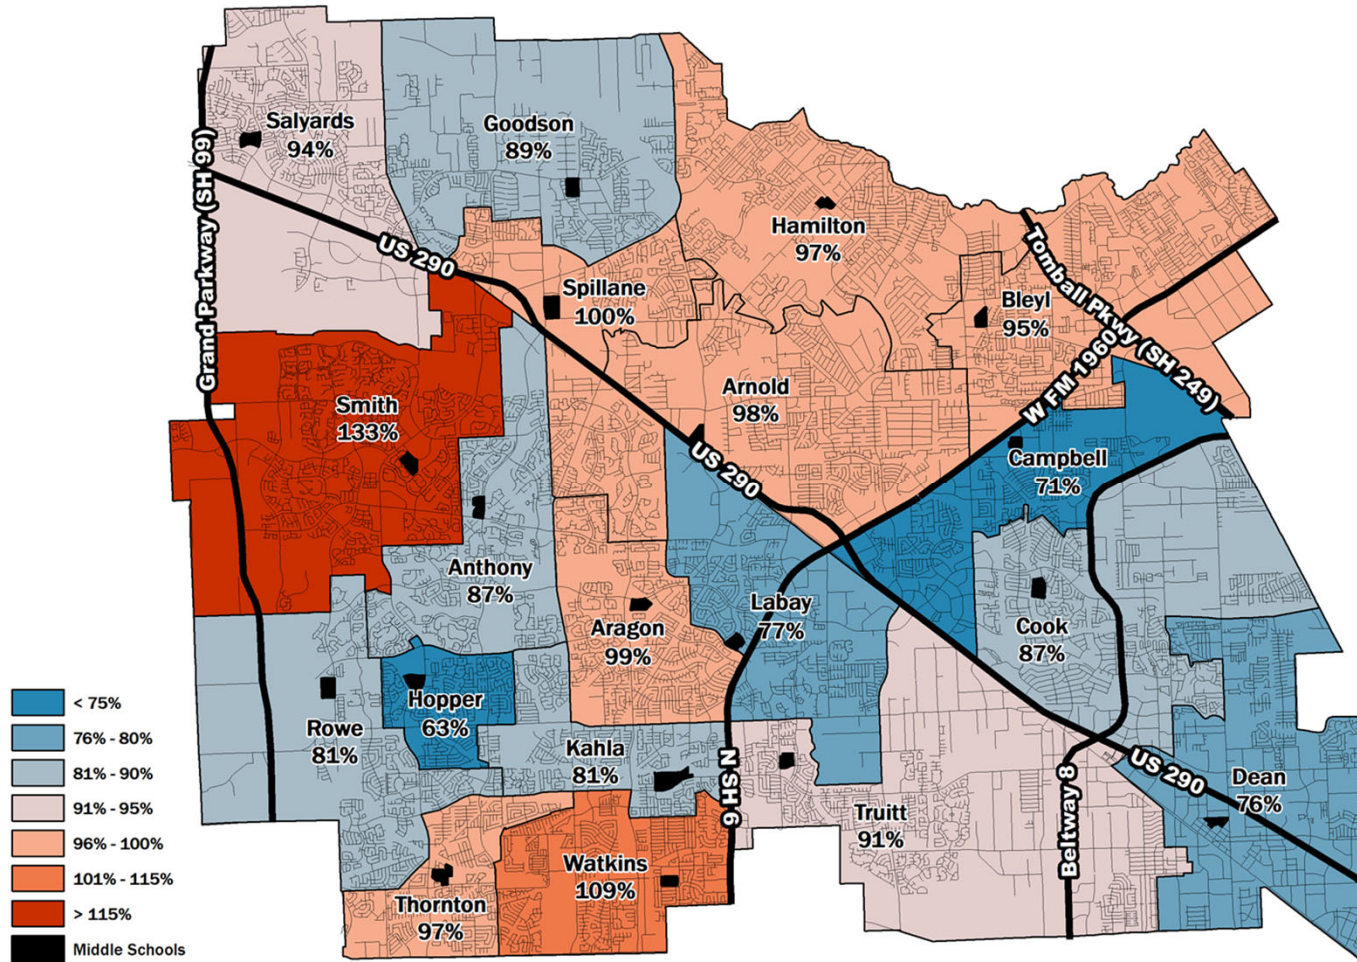 Salyards
94%
Goodson
89%
Hamilton
97%
Grand Parkway (SH 99)
US 290
Tomball Pkwy (SH 249)
Spillane
100%
Bleyl
95%
W FM 1960
Smith
133%
Arnold
98%
US 290
Campbell
71%
Anthony
87%
Aragon
99%
Labay
77%
Cook
87%
Hopper
63%
Rowe
81%
Kahla
81%
N SH 6
Beltway 8
US 290
Dean
76%
Truitt
91%
Watkins
109%
Thornton
97%
< 75%
76% - 80%
81% - 90%
91% - 95%
96% - 100%
101% - 115%
> 115%
Middle Schools